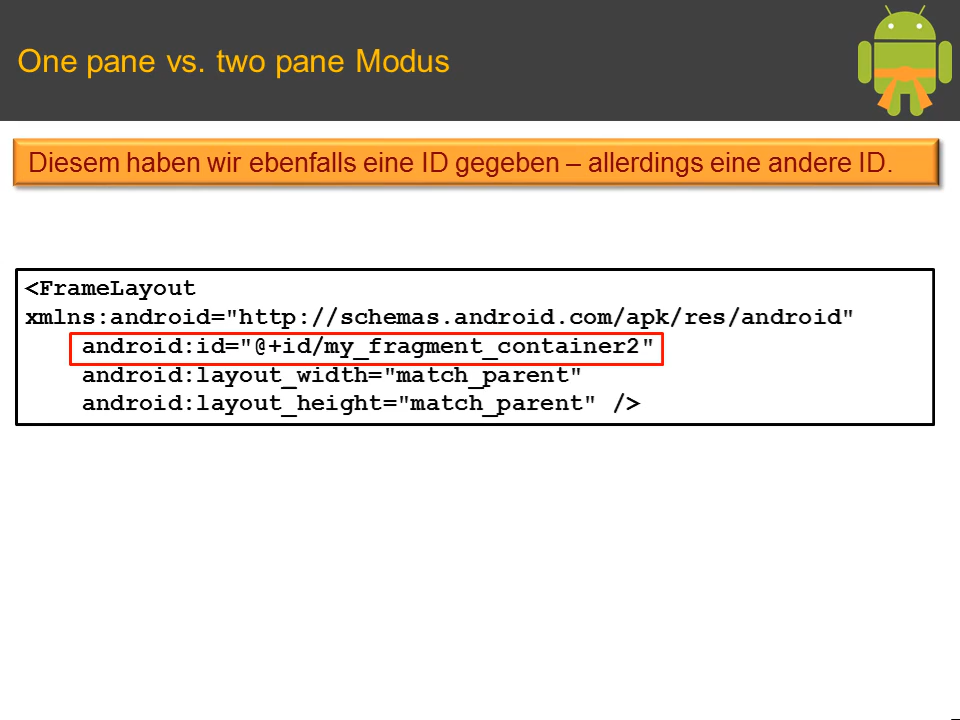 One pane vs. two pane Modus
Diesem haben wir ebenfalls eine ID gegeben – allerdings eine andere ID.
<FrameLayout
xmlns:android="http://schemas.android.com/apk/res/android"
    android:id="@+id/my_fragment_container2"
    android:layout_width="match_parent"
    android:layout_height="match_parent" />